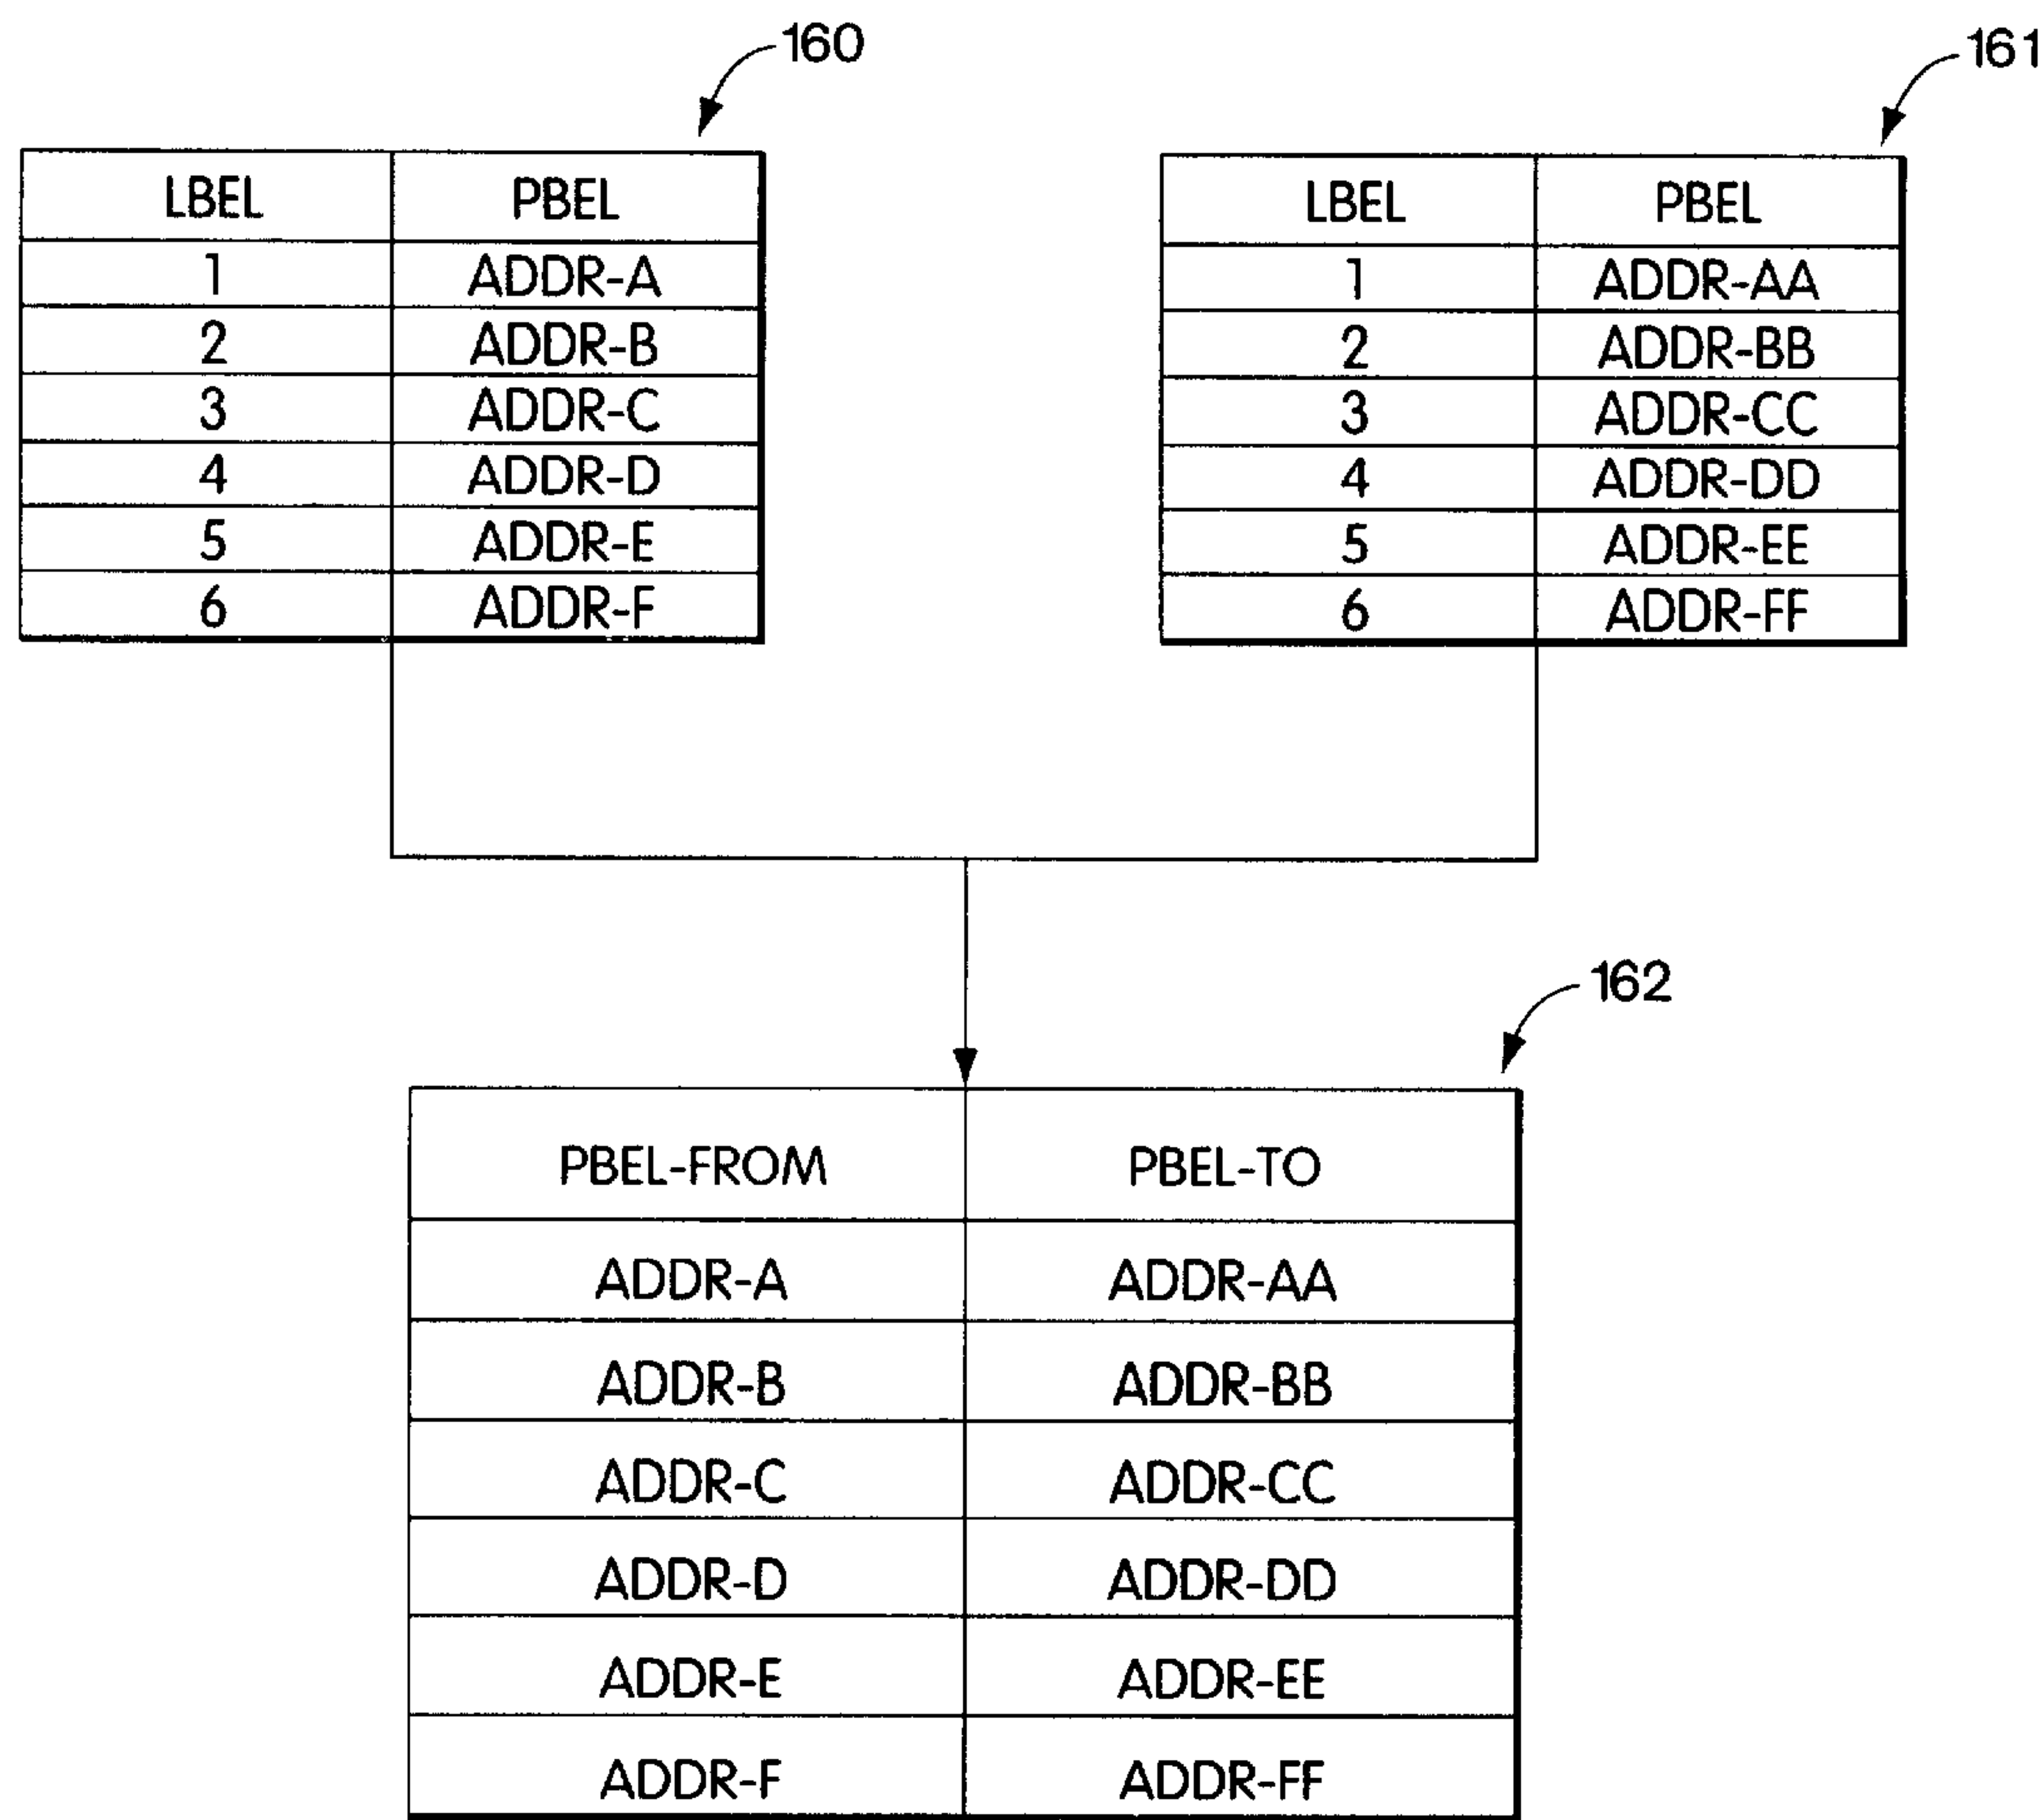 160
161
LBEL PBEL
1 ADDR-A
2 ADDR-B
3 ADDR-C
4 ADDR-D
5 ADDR-E
6 ADDR-F
LBEL PBEL
1 ADDR-AA
2 ADDR-BB
3 ADDR-CC
4 ADDR-DD
5 ADDR-EE
6 ADDR-FF
162
PBEL-FROM PBEL-TO
ADDR-A ADDR-AA
ADDR-B ADDR-BB
ADDR-C ADDR-CC
ADDR-D ADDR-DD
ADDR-E ADDR-EE
ADDR-F ADDR-FF